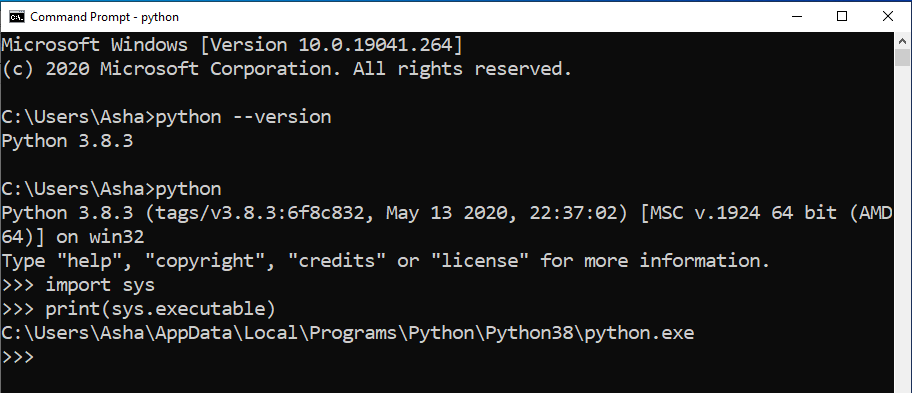 Command Prompt - python
Microsoft Windows [Version 10.0.19041.264]
(c) 2020 Microsoft Corporation. All rights reserved.
C:\Users\Asha>python --version
Python 3.8.3
C:\Users\Asha>python
Python 3.8.3 (tags/v3.8.3:6f8c832, May 13 2020, 22:37:02) [MSC v.1924 64 bit (AMD
64)] on win32
Type "help", "copyright", "credits" or "license" for more information.
>>> import sys
>>> print(sys.executable)
C:\Users\Asha\AppData\Local\Programs\Python\Python38\python.exe
>>>